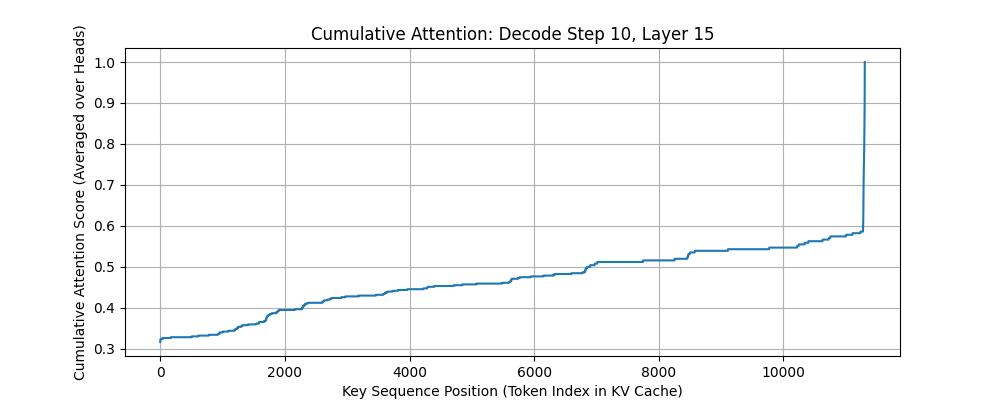 Cumulative Attention: Decode Step 10, Layer 15
Cumulative Attention Score (Averaged over Heads)
1.0
0.9
0.8
0.7
0.6
0.5
0.4
0.3
0 2000 4000 6000 8000 10000
Key Sequence Position (Token Index in KV Cache)